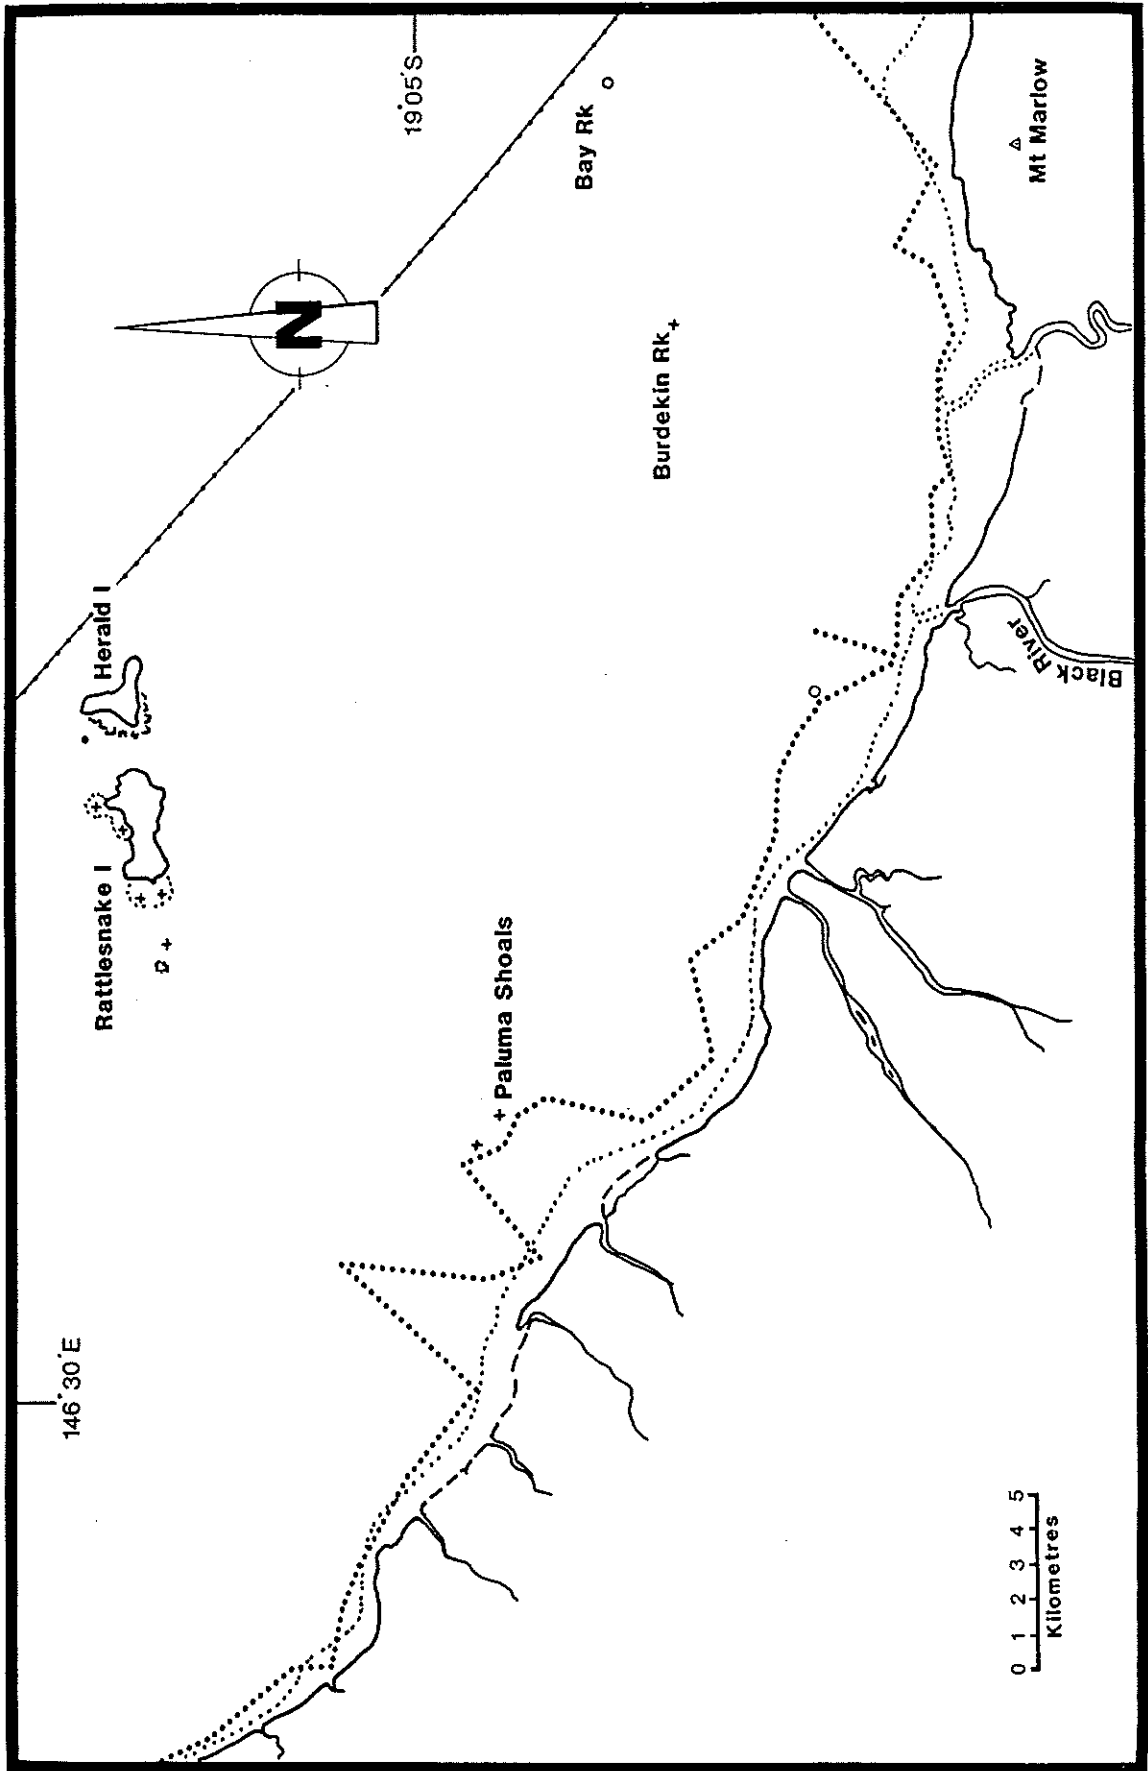 146°30'E
Rattlesnake I
Herald I
N
19°05'S
Bay Rk
Paluma Shoals
Burdekin Rk
Mt Marlow
Black River
0 1 2 3 4 5
Kilometres